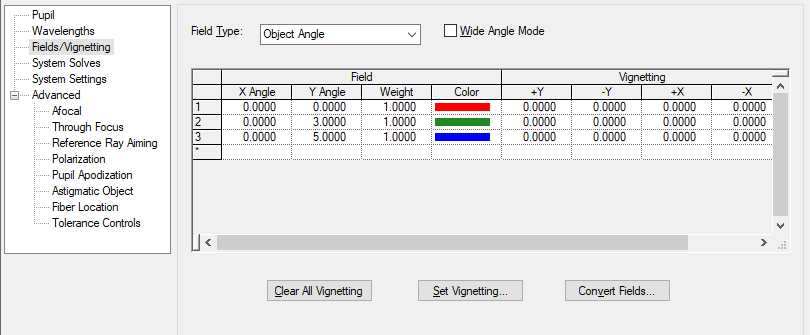 Pupil
Wavelengths
Fields/Vignetting
System Solves
System Settings
Advanced
Afocal
Through Focus
Reference Ray Aiming
Polarization
Pupil Apodization
Astigmatic Object
Fiber Location
Tolerance Controls
Field Type: Object Angle Wide Angle Mode
Field Vignetting
X Angle Y Angle Weight Color +Y -Y +X -X
1 0.0000 0.0000 1.0000 0.0000 0.0000 0.0000 0.0000
2 0.0000 3.0000 1.0000 0.0000 0.0000 0.0000 0.0000
3 0.0000 5.0000 1.0000 0.0000 0.0000 0.0000 0.0000
*
Clear All Vignetting Set Vignetting... Convert Fields...